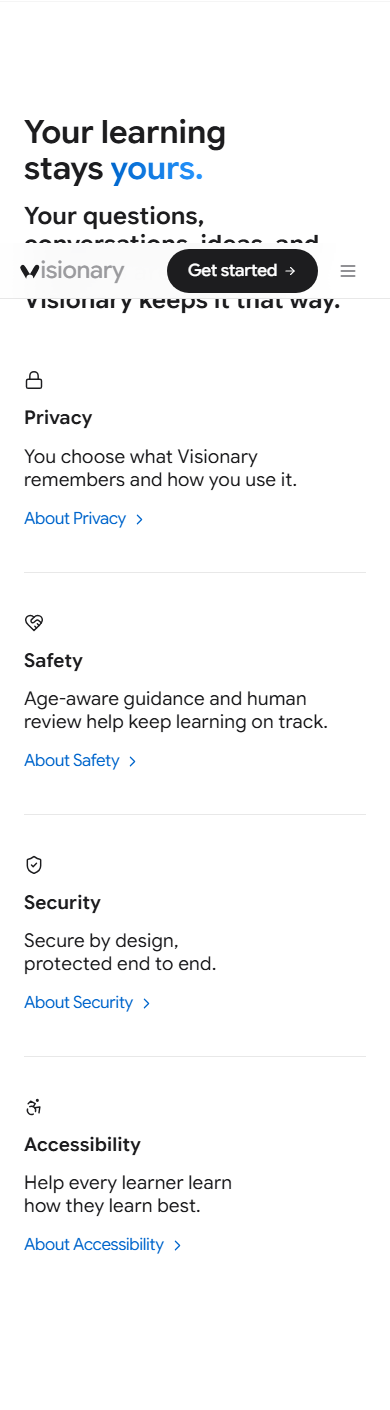 Your learning
stays yours.
Your questions,
conversations, ideas, and
Visionary
Get started →
Visionary keeps it that way.
Privacy
You choose what Visionary
remembers and how you use it.
About Privacy
Safety
Age-aware guidance and human
review help keep learning on track.
About Safety
Security
Secure by design,
protected end to end.
About Security
Accessibility
Help every learner learn
how they learn best.
About Accessibility